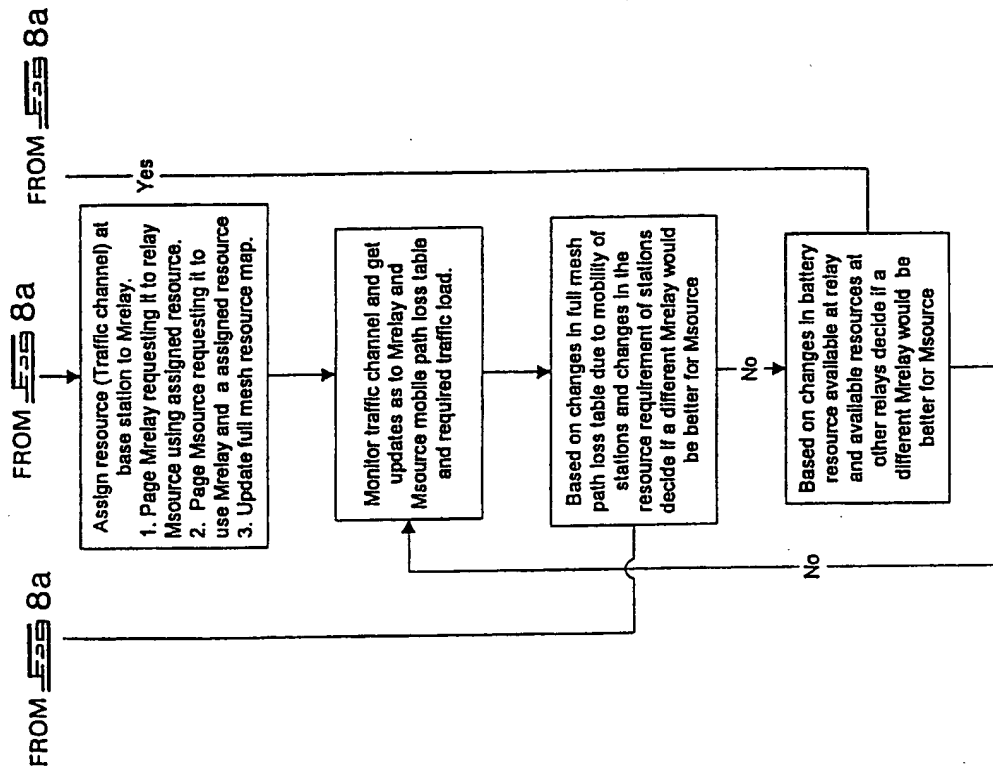 FROM FIG 8a
FROM FIG 8a
FROM FIG 8a
Assign resource (Traffic channel) at
base station to Mrelay.
1. Page Mrelay requesting it to relay
Msource using assigned resource.
2. Page Msource requesting it to
use Mrelay and a assigned resource
3. Update full mesh resource map.
Yes
Monitor traffic channel and get
updates as to Mrelay and
Msource mobile path loss table
and required traffic load.
Based on changes in full mesh
path loss table due to mobility of
stations and changes in the
resource requirement of stations
decide if a different Mrelay would
be better for Msource
No
Based on changes in battery
resource available at relay
and available resources at
other relays decide if a
different Mrelay would be
better for Msource
No